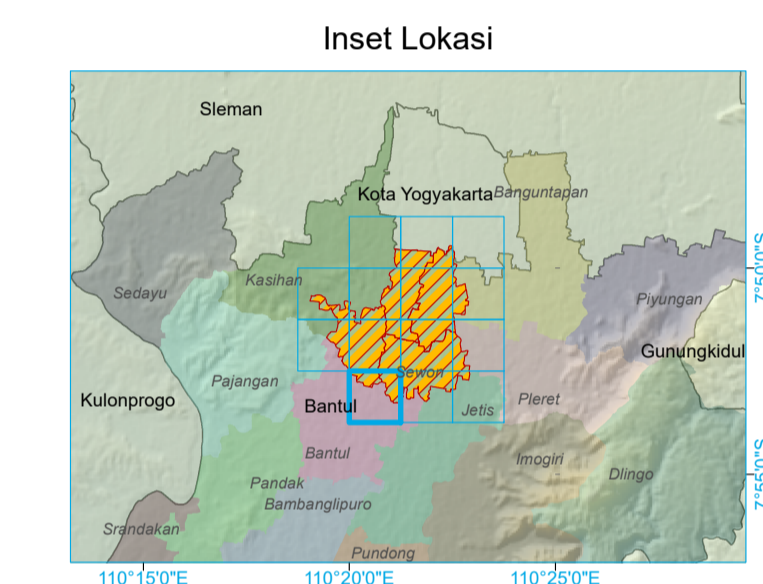 Inset Lokasi
Sleman
Kota Yogyakarta
Banguntapan
Kasihan
Sedayu
Piyungan
7°50'0"S
Gunungkidul
Sewon
Pajangan
Kulonprogo
Bantul
Jetis
Pleret
Bantul
Imogiri
Dlingo
Pandak
Bambanglipuro
7°55'0"S
Srandakan
Pundong
110°15'0"E
110°20'0"E
110°25'0"E